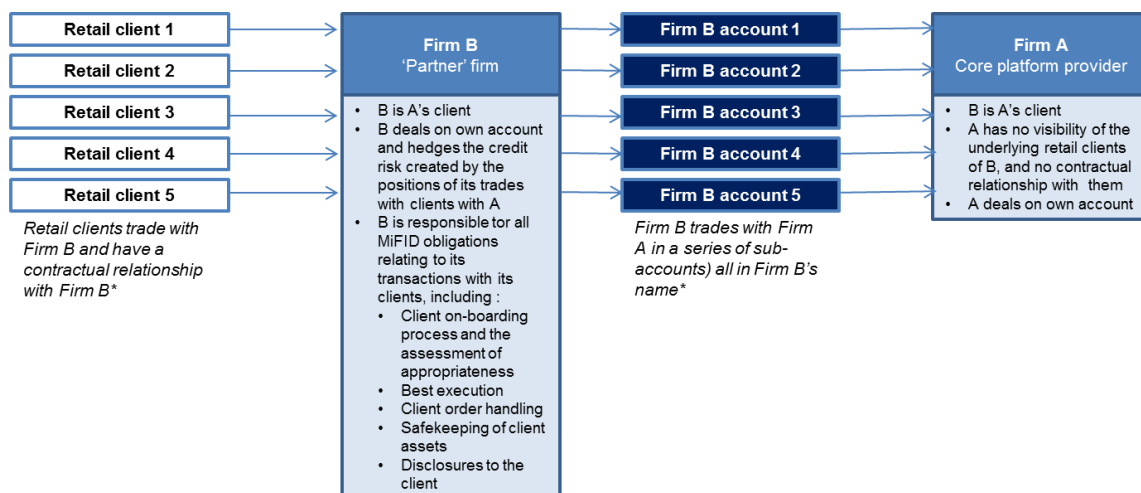 Retail client 1
Retail client 2
Retail client 3
Retail client 4
Retail client 5
Retail clients trade with
Firm B and have a
contractual relationship
with Firm B*
Firm B
‘Partner’ firm
• B is A’s client
• B deals on own account
and hedges the credit
risk created by the
positions of its trades
with clients with A
• B is responsible tor all
MiFID obligations
relating to its
transactions with its
clients, including :
• Client on-boarding
process and the
assessment of
appropriateness
• Best execution
• Client order handling
• Safekeeping of client
assets
• Disclosures to the
client
Firm B account 1
Firm B account 2
Firm B account 3
Firm B account 4
Firm B account 5
Firm B trades with Firm
A in a series of sub-
accounts) all in Firm B’s
name*
Firm A
Core platform provider
• B is A’s client
• A has no visibility of the
underlying retail clients
of B, and no contractual
relationship with them
• A deals on own account